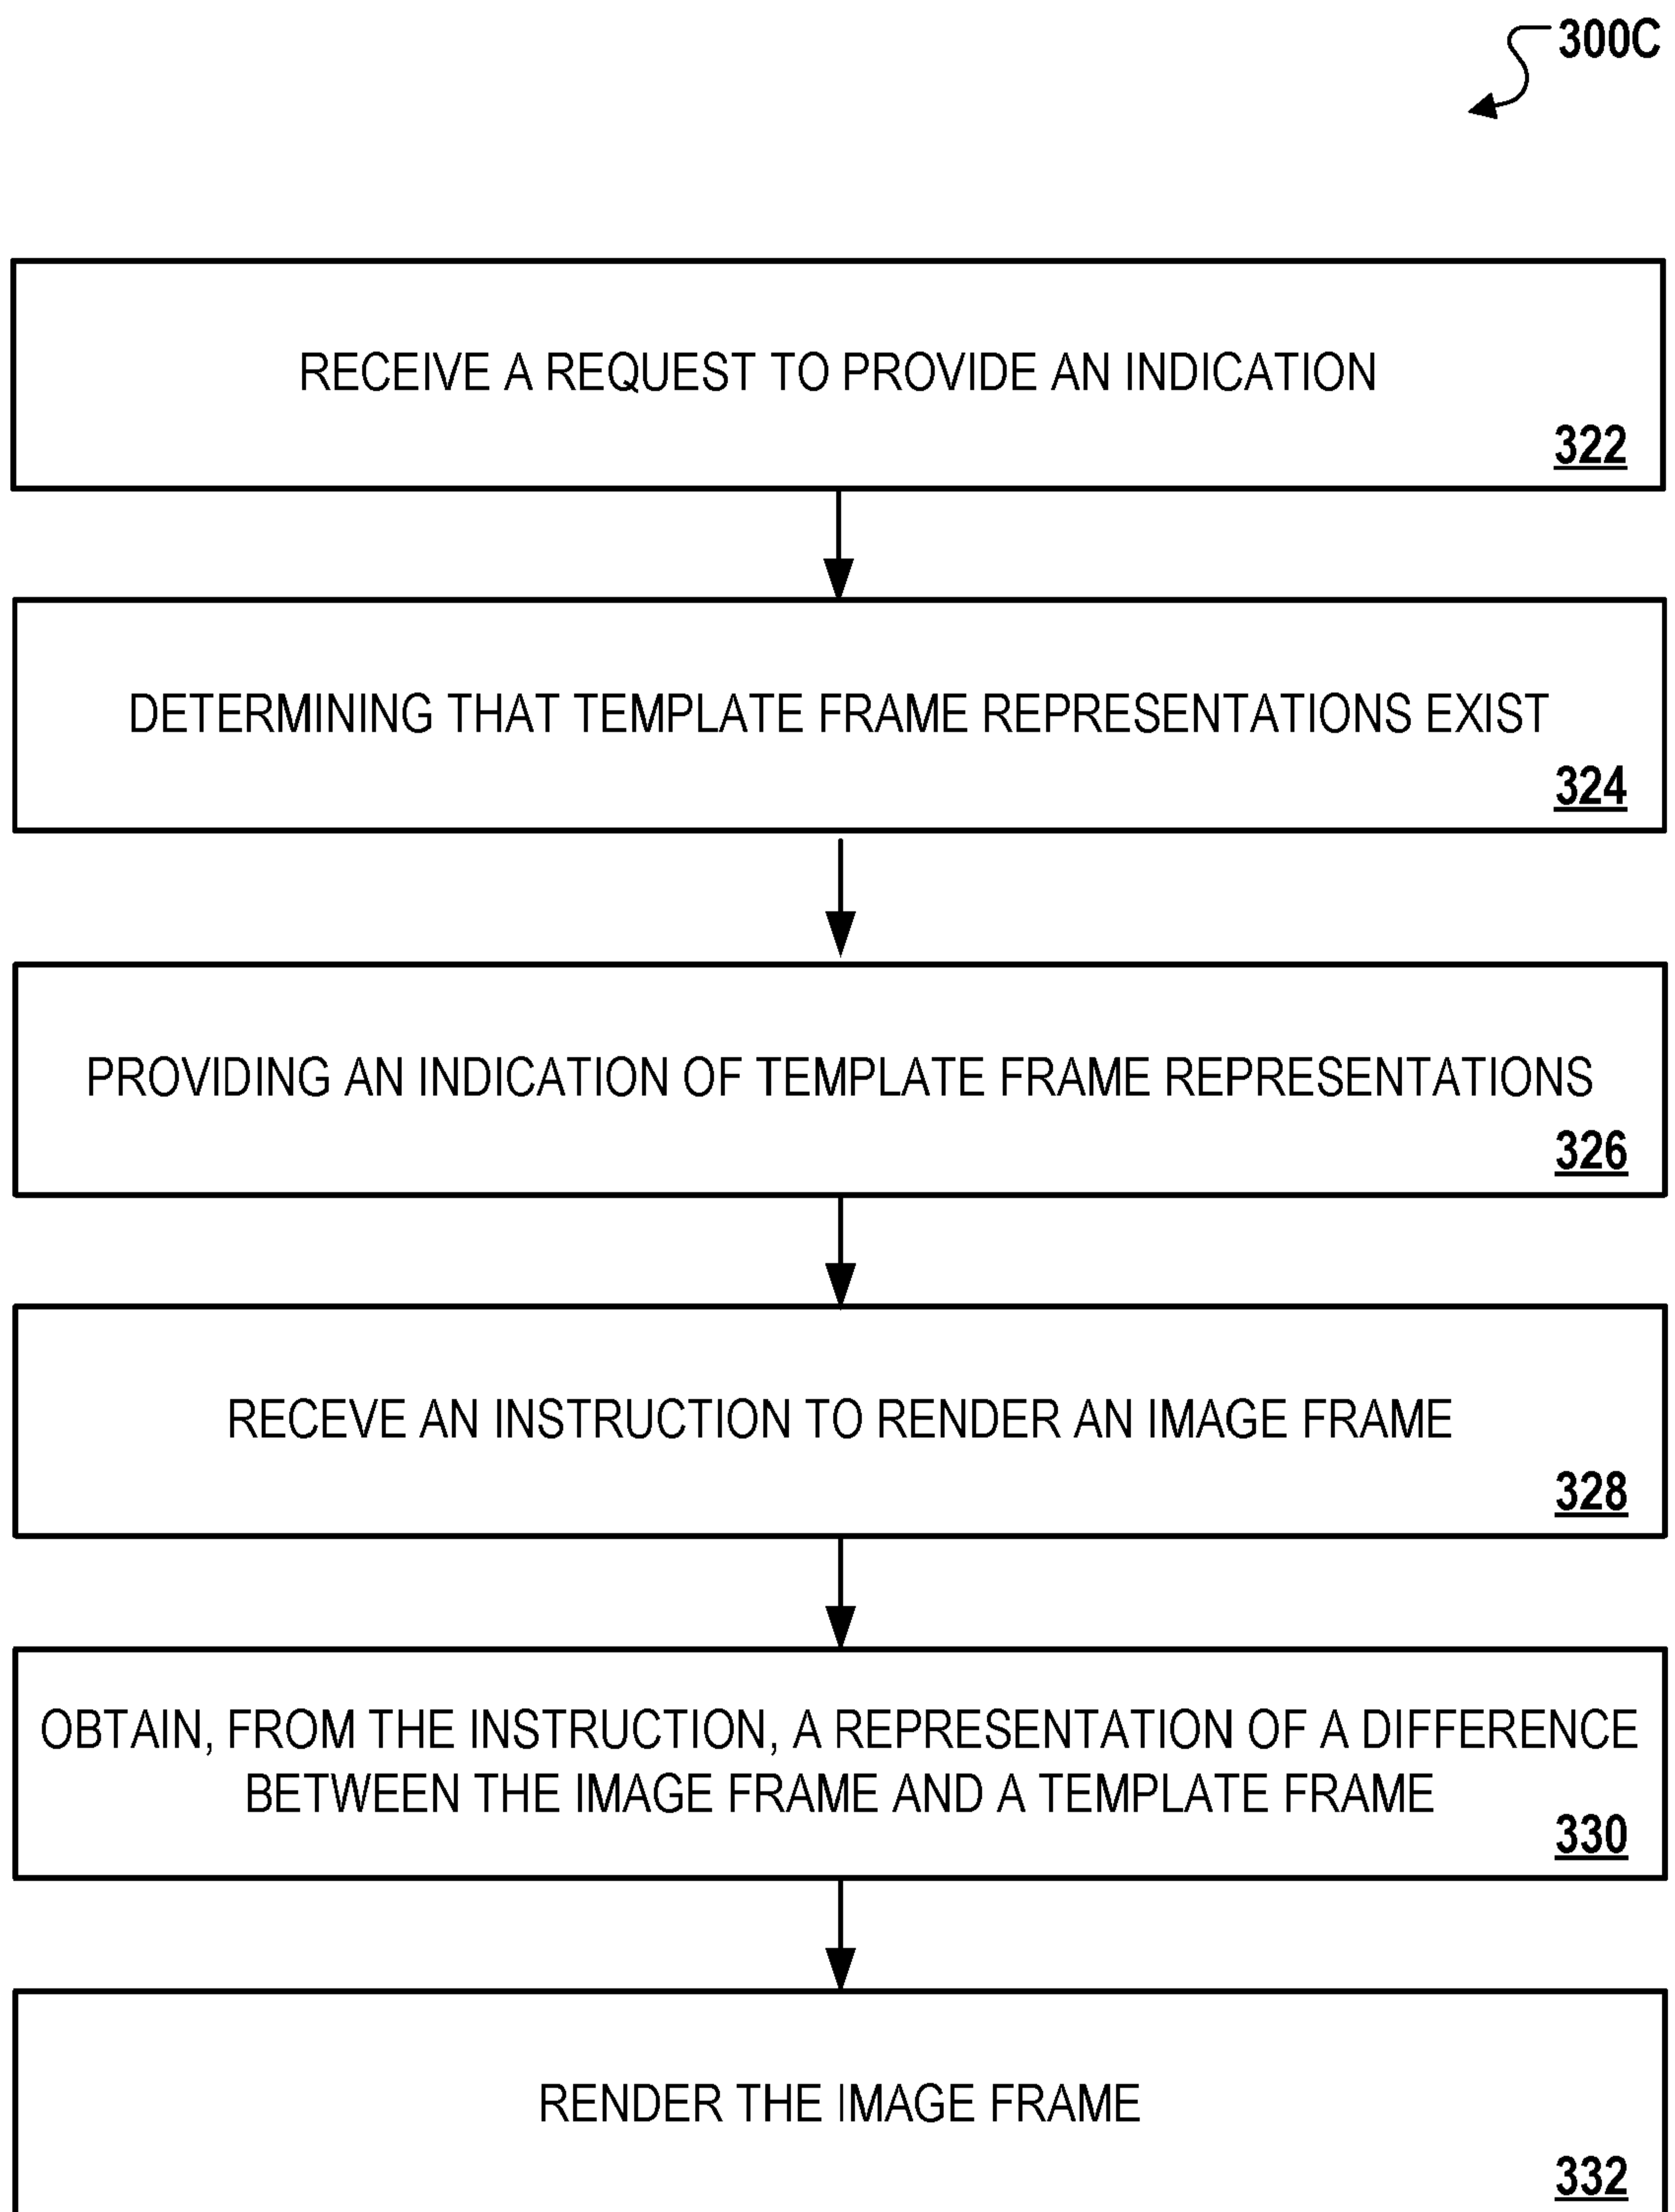 300C
RECEIVE A REQUEST TO PROVIDE AN INDICATION
322
DETERMINING THAT TEMPLATE FRAME REPRESENTATIONS EXIST
324
PROVIDING AN INDICATION OF TEMPLATE FRAME REPRESENTATIONS
326
RECEVE AN INSTRUCTION TO RENDER AN IMAGE FRAME
328
OBTAIN, FROM THE INSTRUCTION, A REPRESENTATION OF A DIFFERENCE
BETWEEN THE IMAGE FRAME AND A TEMPLATE FRAME
330
RENDER THE IMAGE FRAME
332